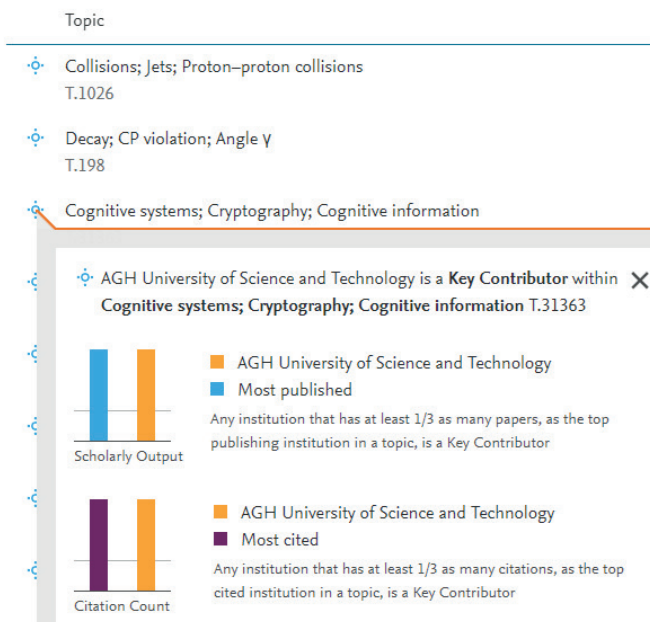 Topic
Collisions; Jets; Proton–proton collisions
T.1026
Decay; CP violation; Angle γ
T.198
Cognitive systems; Cryptography; Cognitive information
AGH University of Science and Technology is a Key Contributor within
Cognitive systems; Cryptography; Cognitive information T.31363
AGH University of Science and Technology
Most published
Any institution that has at least 1/3 as many papers, as the top
publishing institution in a topic, is a Key Contributor
Scholarly Output
AGH University of Science and Technology
Most cited
Any institution that has at least 1/3 as many citations, as the top
cited institution in a topic, is a Key Contributor
Citation Count